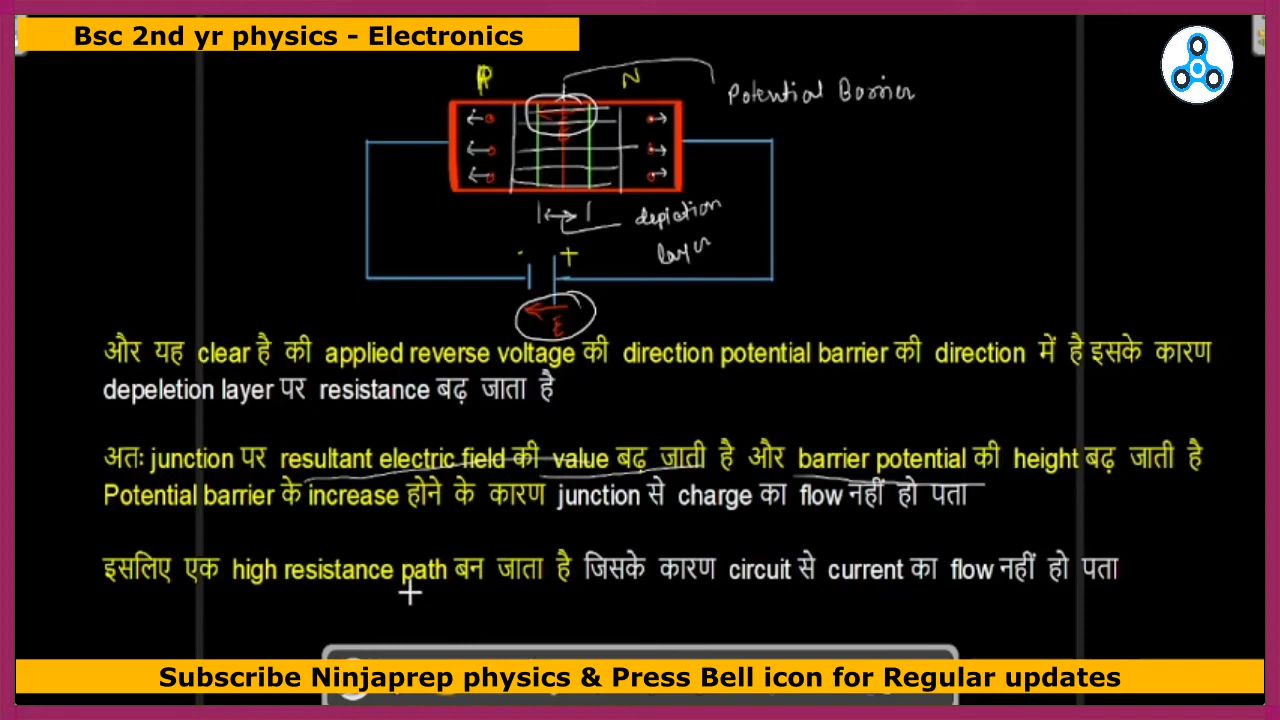 Bsc 2nd yr physics - Electronics
P
N
Potential Barrier
E
depletion
layer
- +
E
और यह clear है की applied reverse voltage की direction potential barrier की direction में है इसके कारण
depeletion layer पर resistance बढ़ जाता है
अतः junction पर resultant electric field की value बढ़ जाती है और barrier potential की height बढ़ जाती है
Potential barrier के increase होने के कारण junction से charge का flow नहीं हो पता
इसलिए एक high resistance path बन जाता है जिसके कारण circuit से current का flow नहीं हो पता
Subscribe Ninjaprep physics & Press Bell icon for Regular updates